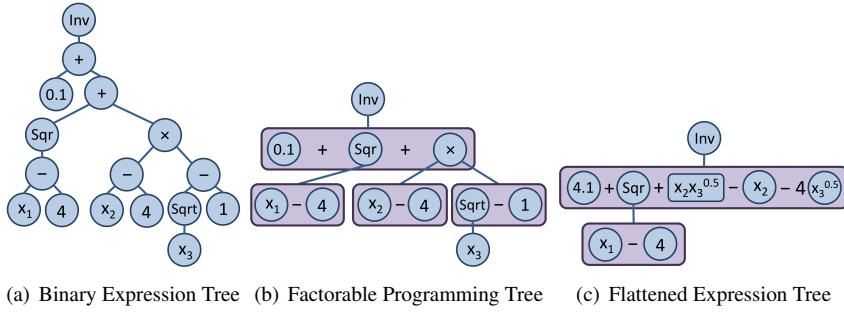 Inv
+
0.1 +
Sqr ×
− − −
x₁ 4 x₂ 4 Sqrt 1
x₃
(a) Binary Expression Tree
Inv
0.1 + Sqr + ×
x₁ − 4 x₂ − 4 Sqrt − 1
x₃
(b) Factorable Programming Tree
Inv
4.1 + Sqr + x₂x₃^0.5 − x₂ − 4 x₃^0.5
x₁ − 4
(c) Flattened Expression Tree